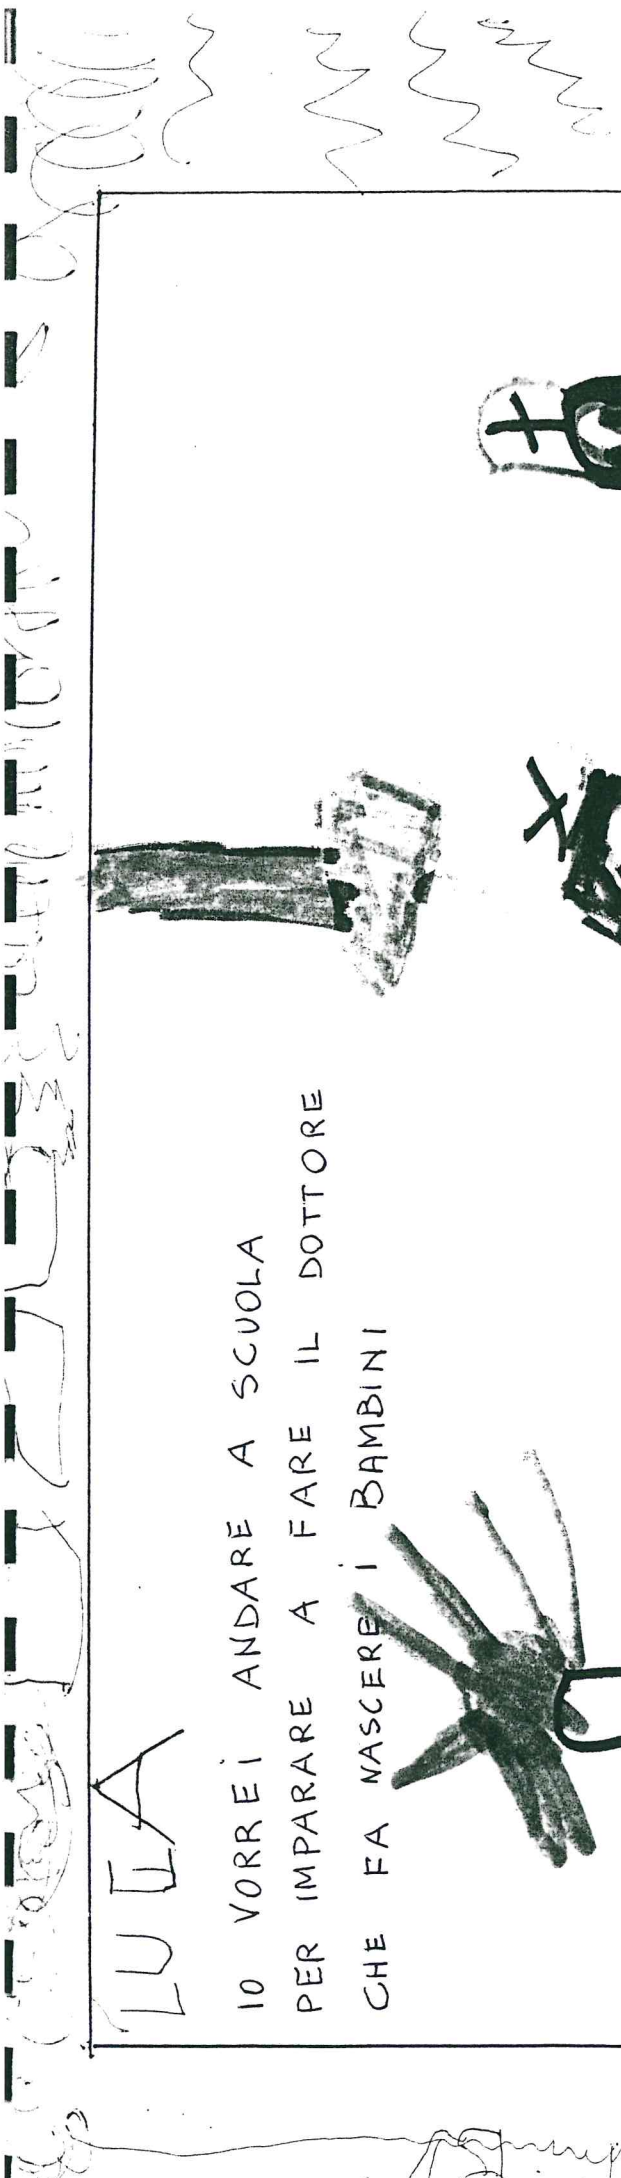 LUCA
IO VORREI ANDARE A SCUOLA
PER IMPARARE A FARE IL DOTTORE
CHE FA NASCERE I BAMBINI